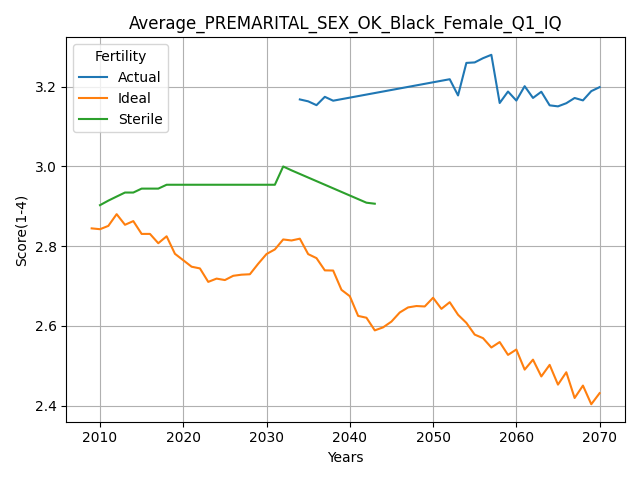 Average_PREMARITAL_SEX_OK_Black_Female_Q1_IQ
Fertility
Actual
Ideal
Sterile
Score(1-4)
3.2
3.0
2.8
2.6
2.4
2010 2020 2030 2040 2050 2060 2070
Years